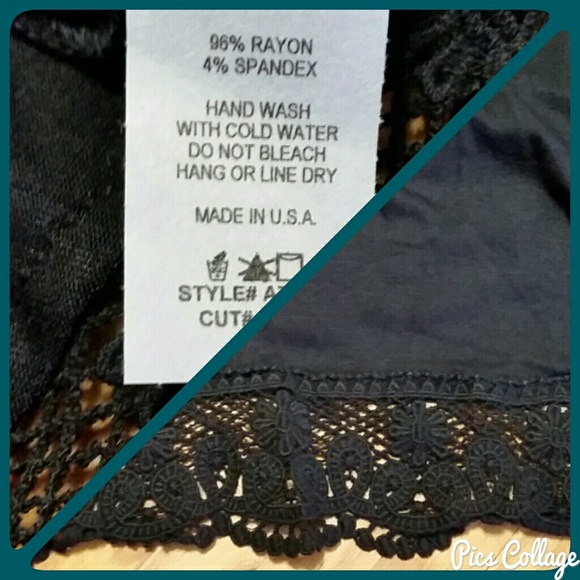 96% RAYON
4% SPANDEX
HAND WASH
WITH COLD WATER
DO NOT BLEACH
HANG OR LINE DRY
MADE IN U.S.A.
STYLE#
CUT#
Pics Collage